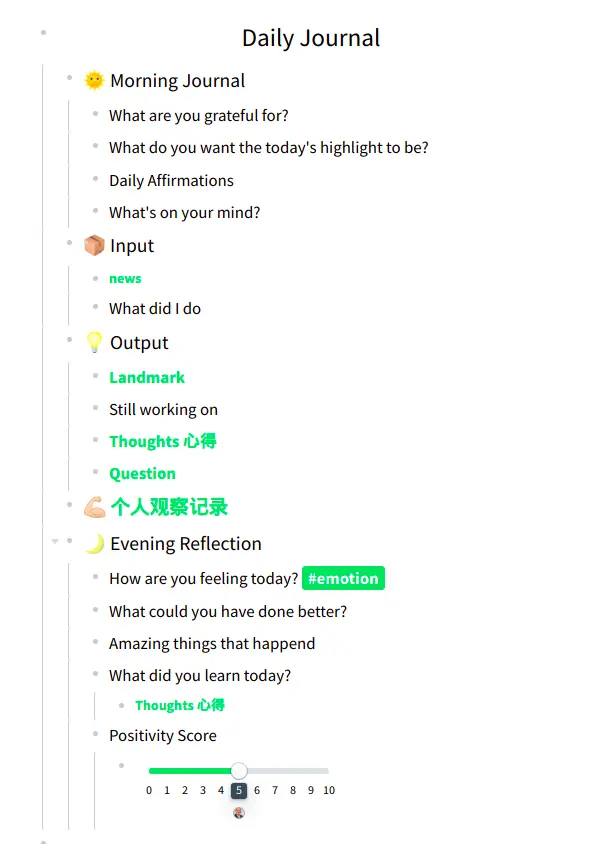 Daily Journal
🌞 Morning Journal
What are you grateful for?
What do you want the today's highlight to be?
Daily Affirmations
What's on your mind?
📦 Input
news
What did I do
💡 Output
Landmark
Still working on
Thoughts 心得
Question
💪🏼 个人观察记录
🌙 Evening Reflection
How are you feeling today? #emotion
What could you have done better?
Amazing things that happend
What did you learn today?
Thoughts 心得
Positivity Score
0 1 2 3 4 5 6 7 8 9 10